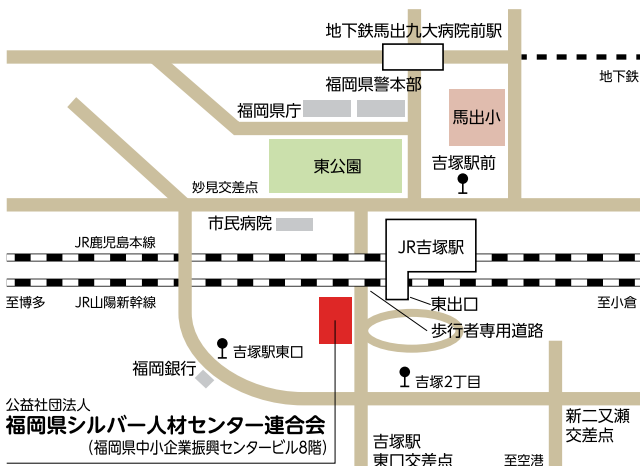 地下鉄馬出九大病院前駅
地下鉄
福岡県警本部
福岡県庁
馬出小
東公園
吉塚駅前
妙見交差点
市民病院
JR鹿児島本線
JR吉塚駅
至博多
JR山陽新幹線
東出口
至小倉
歩行者専用道路
吉塚駅東口
福岡銀行
吉塚2丁目
公益社団法人
福岡県シルバー人材センター連合会
(福岡県中小企業振興センタービル8階)
新二又瀬
交差点
吉塚駅
東口交差点
至空港